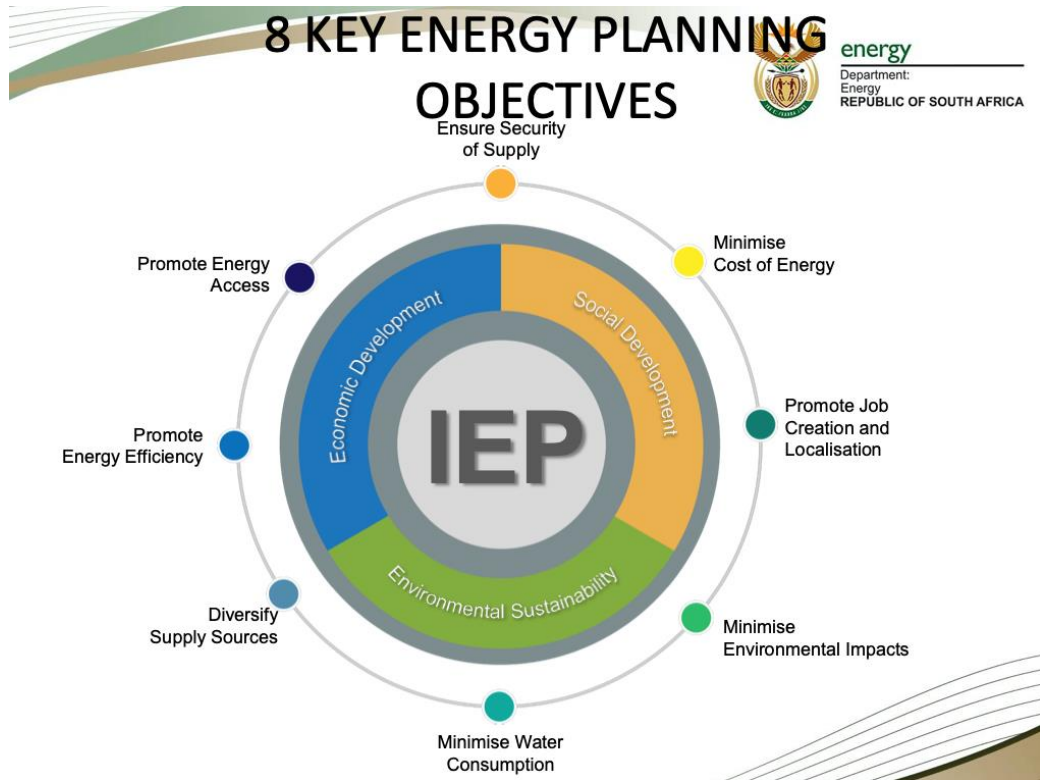 8 KEY ENERGY PLANNING
OBJECTIVES
energy
Department:
Energy
REPUBLIC OF SOUTH AFRICA
Ensure Security
of Supply
Minimise
Cost of Energy
Promote Job
Creation and
Localisation
Minimise
Environmental Impacts
Minimise Water
Consumption
Diversify
Supply Sources
Promote
Energy Efficiency
Promote Energy
Access
Economic Development
Social Development
Environmental Sustainability
IEP